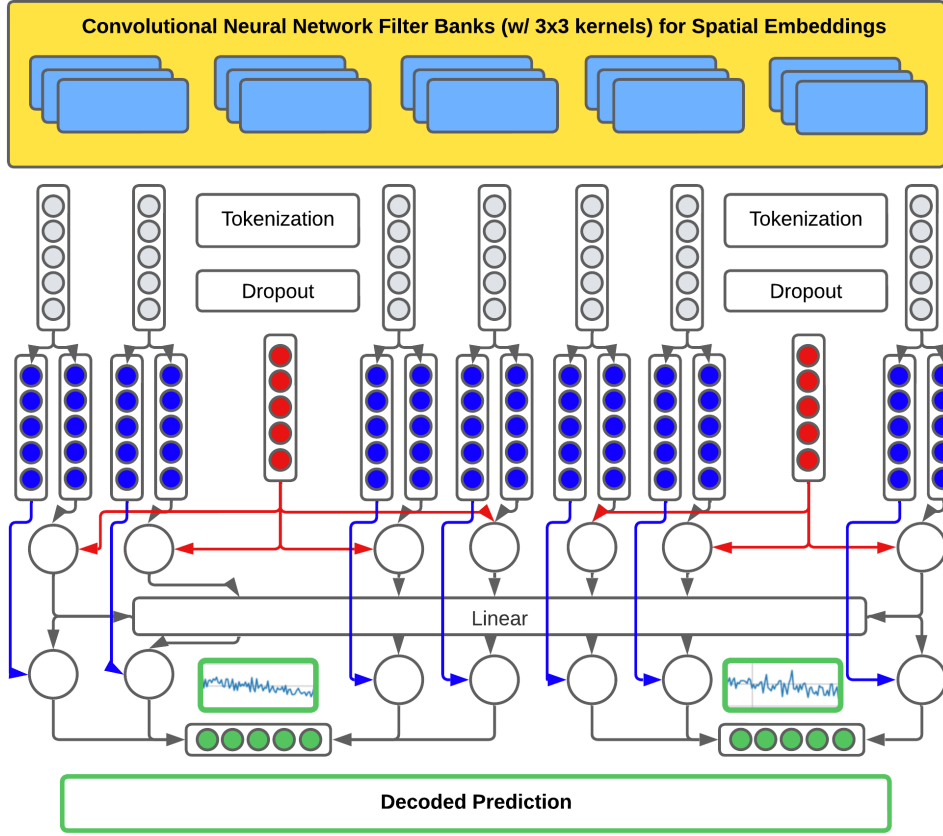 Convolutional Neural Network Filter Banks (w/ 3x3 kernels) for Spatial Embeddings
Tokenization
Tokenization
Dropout
Dropout
Linear
Decoded Prediction